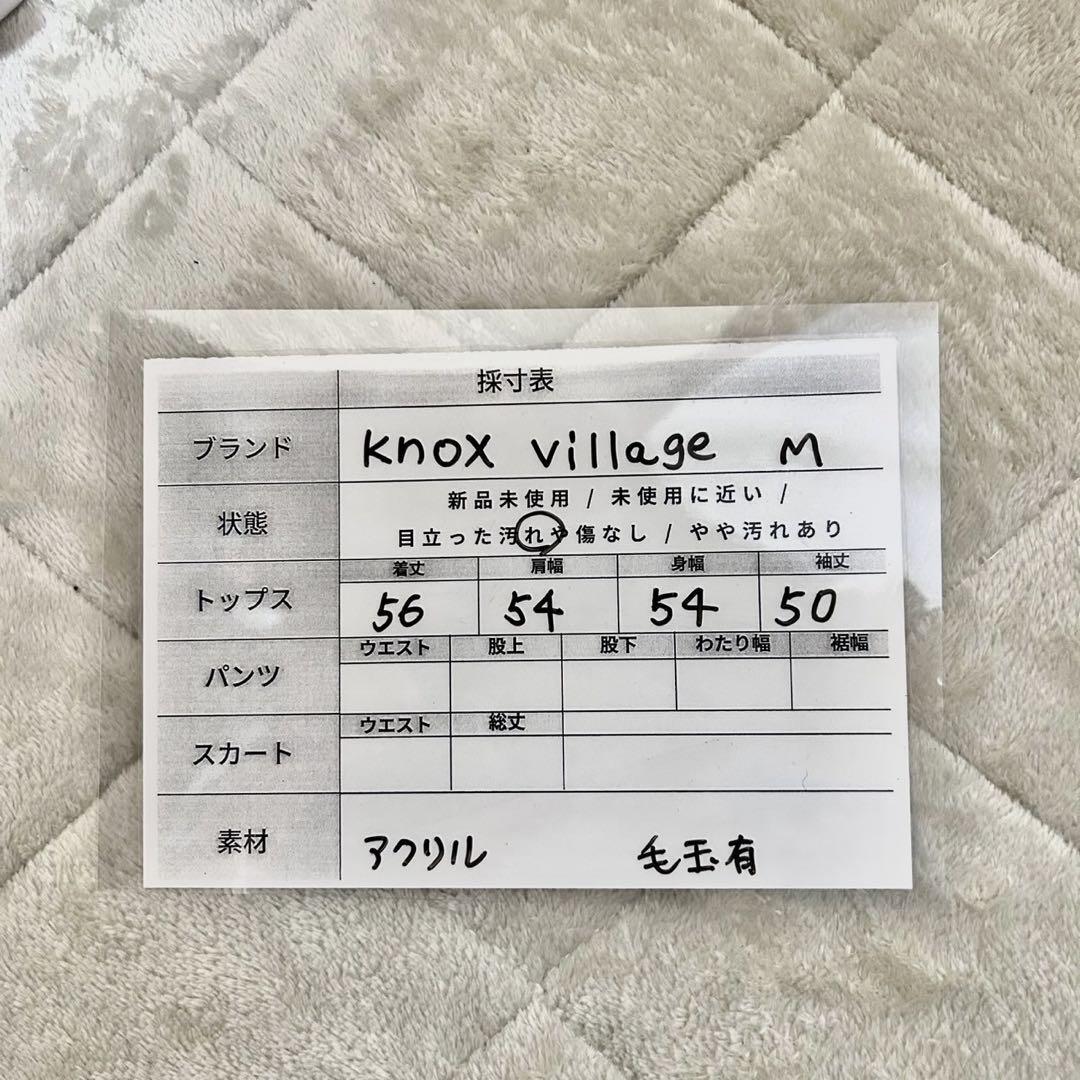 採寸表
ブランド knox village M
状態 新品未使用 / 未使用に近い /
目立った汚れや傷なし / やや汚れあり
着丈 肩幅 身幅 袖丈
トップス 56 54 54 50
ウエスト 股上 股下 わたり幅 裾幅
パンツ
ウエスト 総丈
スカート
素材 アクリル 毛玉有